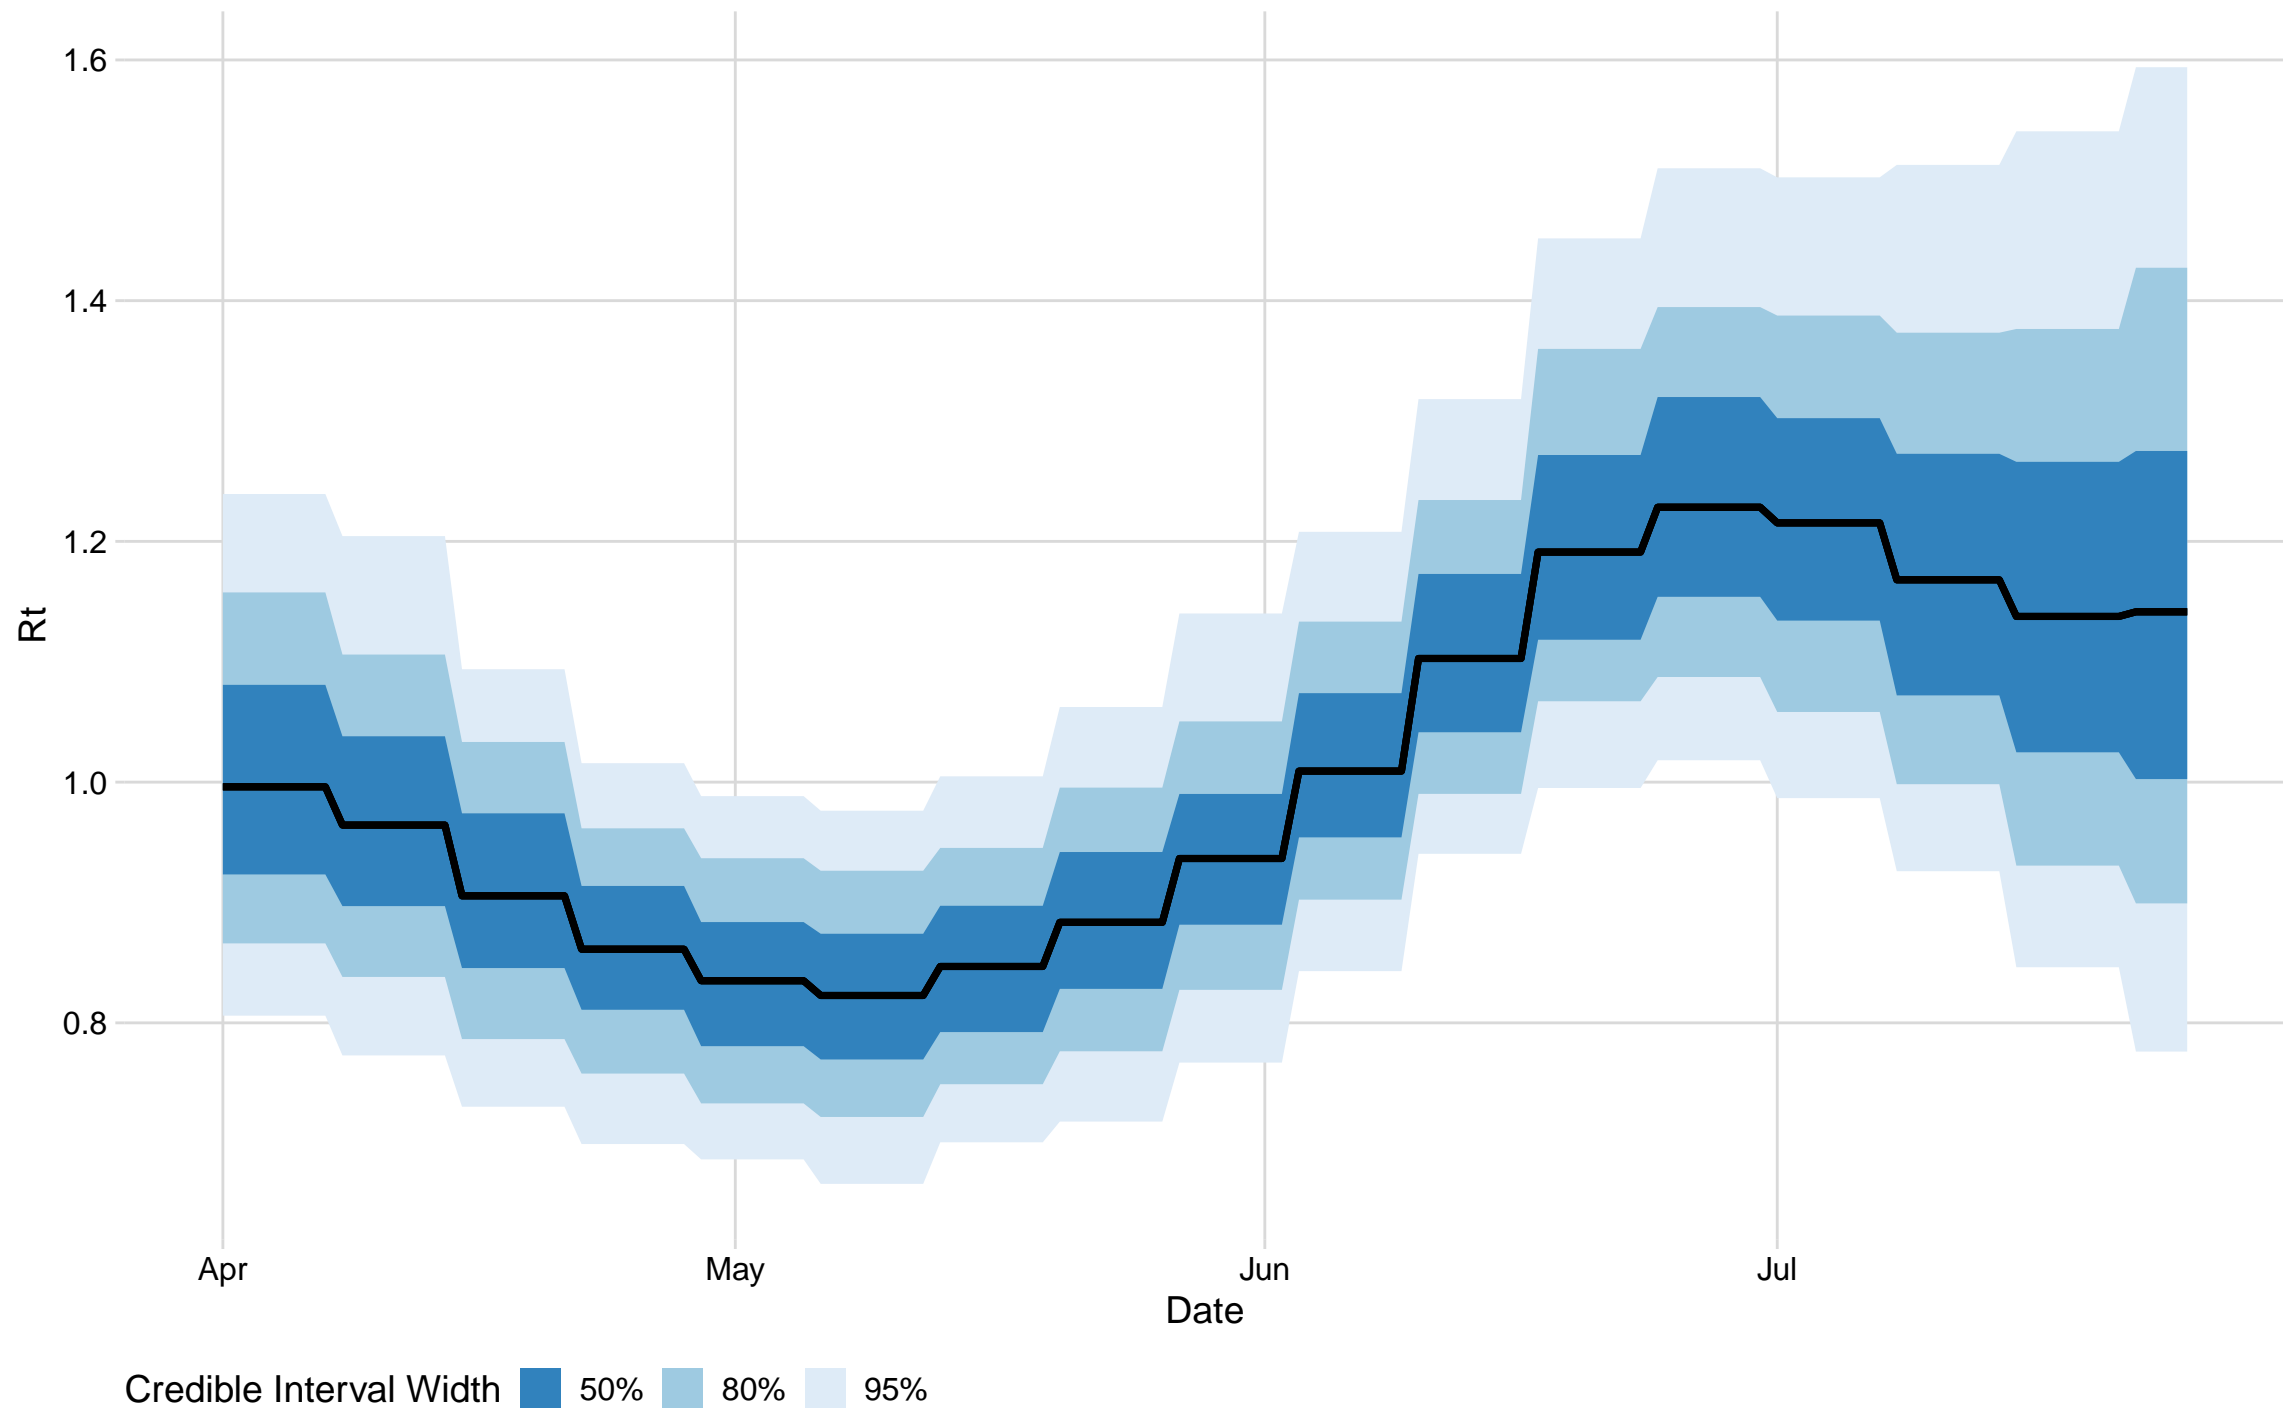 1.6
1.4
1.2
1.0
0.8
Rt
Apr May Jun Jul
Date
Credible Interval Width 50% 80% 95%